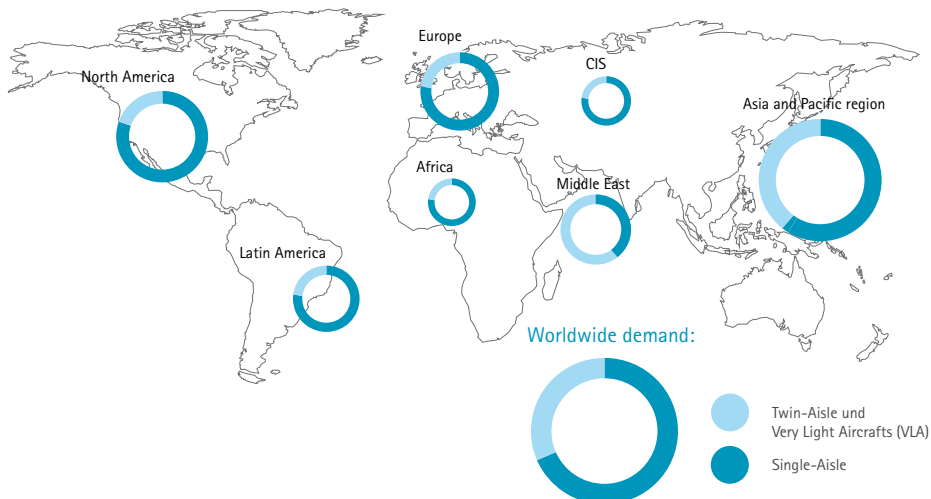 Europe
CIS
North America
Asia and Pacific region
Africa
Middle East
Latin America
Worldwide demand:
Twin-Aisle und
Very Light Aircrafts (VLA)
Single-Aisle